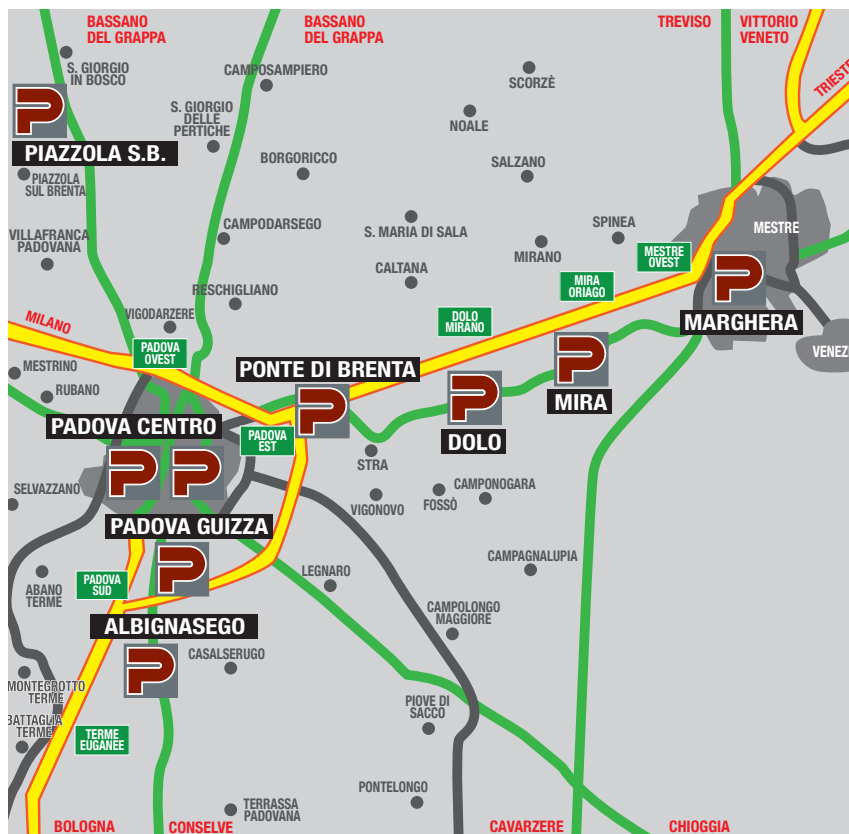 BASSANO
DEL GRAPPA
BASSANO
DEL GRAPPA
TREVISO
VITTORIO
VENETO
TRIESTE
S. GIORGIO
IN BOSCO
CAMPOSAMPIERO
SCORZÈ
S. GIORGIO
DELLE
PERTICHE
NOALE
PIAZZOLA S.B.
BORGORICCO
SALZANO
PIAZZOLA
SUL BRENTA
CAMPODARSEGO
S. MARIA DI SALA
SPINEA
MESTRE
VILLAFRANCA
PADOVANA
MIRANO
MESTRE
OVEST
CALTANA
MIRA
ORIAGO
RESCHIGLIANO
VIGODARZERE
DOLO
MIRANO
MARGHERA
MILANO
VENEZ
PADOVA
OVEST
MESTRINO
PONTE DI BRENTA
RUBANO
MIRA
PADOVA CENTRO
PADOVA
EST
DOLO
STRA
SELVAZZANO
VIGONOVO
FOSSÒ
CAMPONOGARA
PADOVA GUIZZA
CAMPAGNALUPIA
ABANO
TERME
PADOVA
SUD
LEGNARO
CAMPOLONGO
MAGGIORE
ALBIGNASEGO
CASALSERUGO
MONTEGROTTO
TERME
PIOVE DI
SACCO
BATTAGLIA
TERME
TERME
EUGANEE
PONTELONGO
TERRASSA
PADOVANA
BOLOGNA
CONSELVE
CAVARZERE
CHIOGGIA